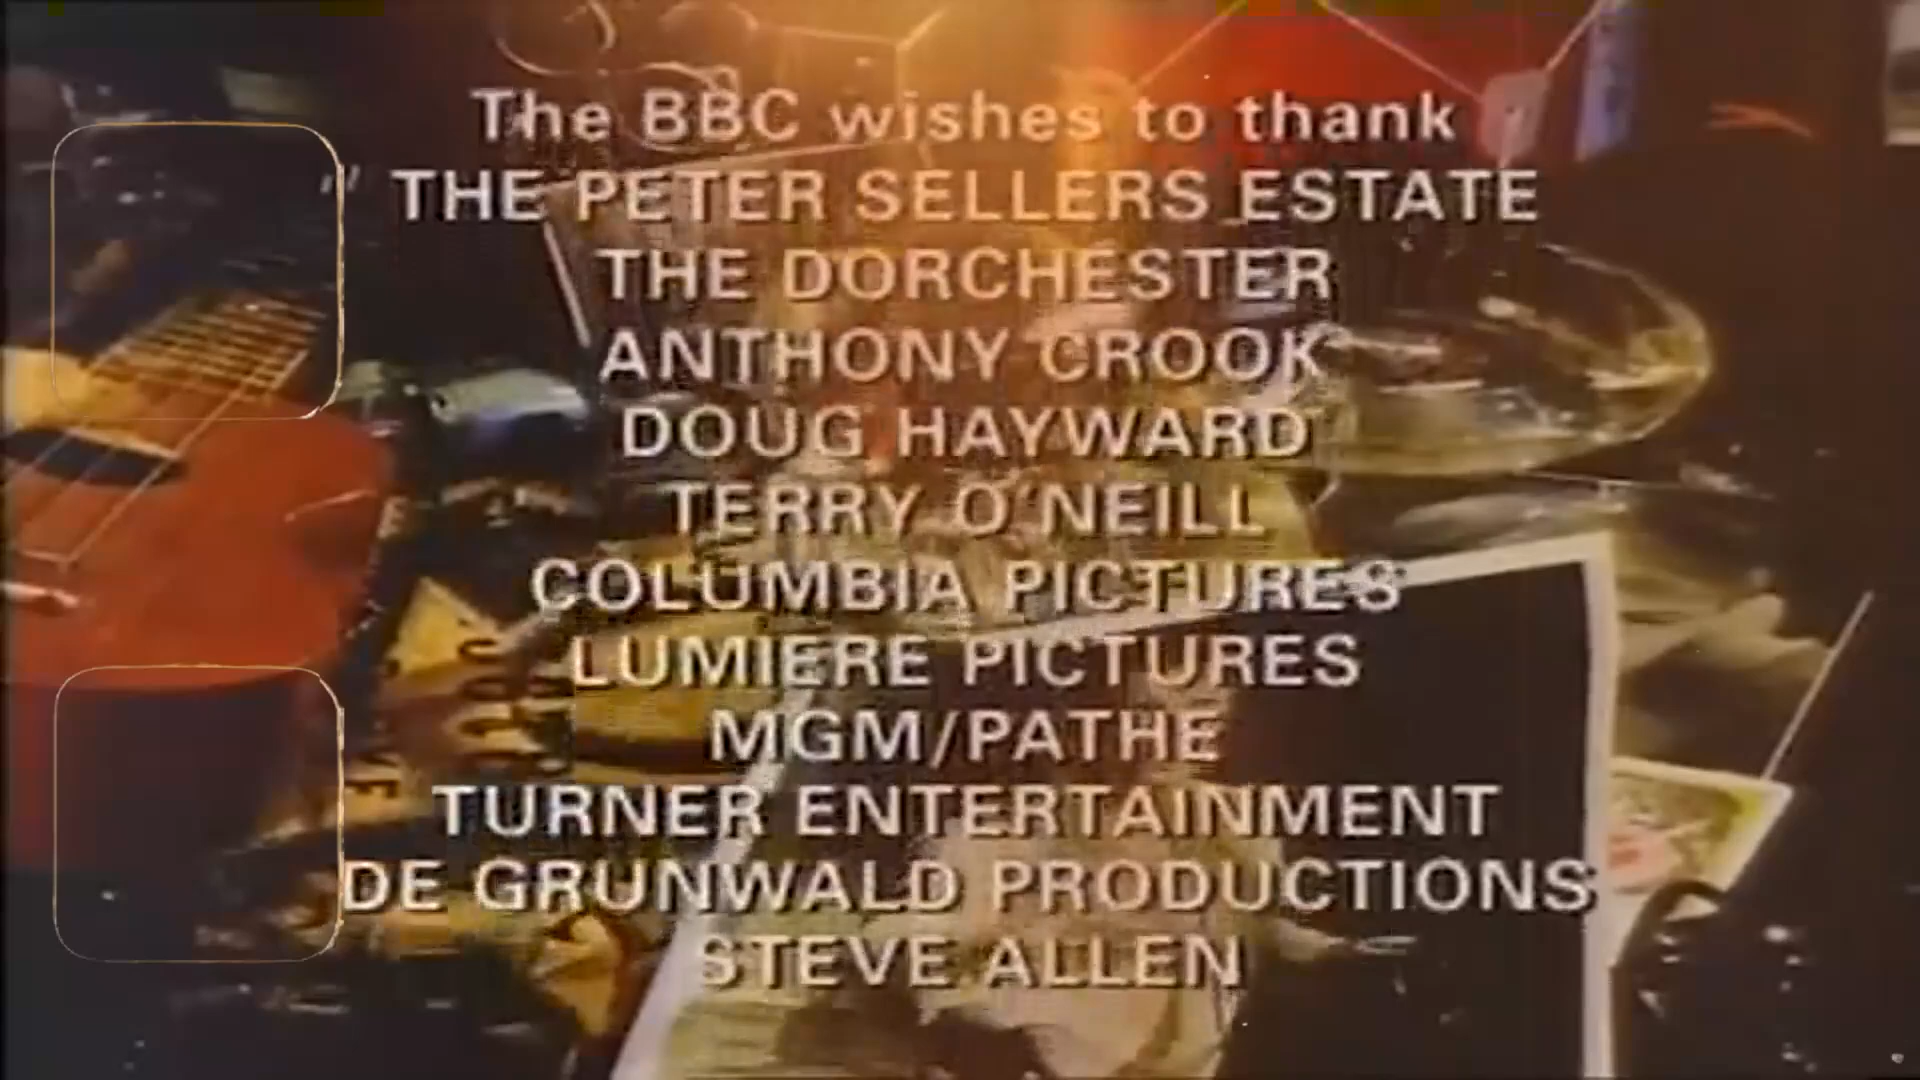 The BBC wishes to thank
THE PETER SELLERS ESTATE
THE DORCHESTER
ANTHONY CROOK
DOUG HAYWARD
TERRY O'NEILL
COLUMBIA PICTURES
LUMIERE PICTURES
MGM/PATHE
TURNER ENTERTAINMENT
DE GRUNWALD PRODUCTIONS
STEVE ALLEN